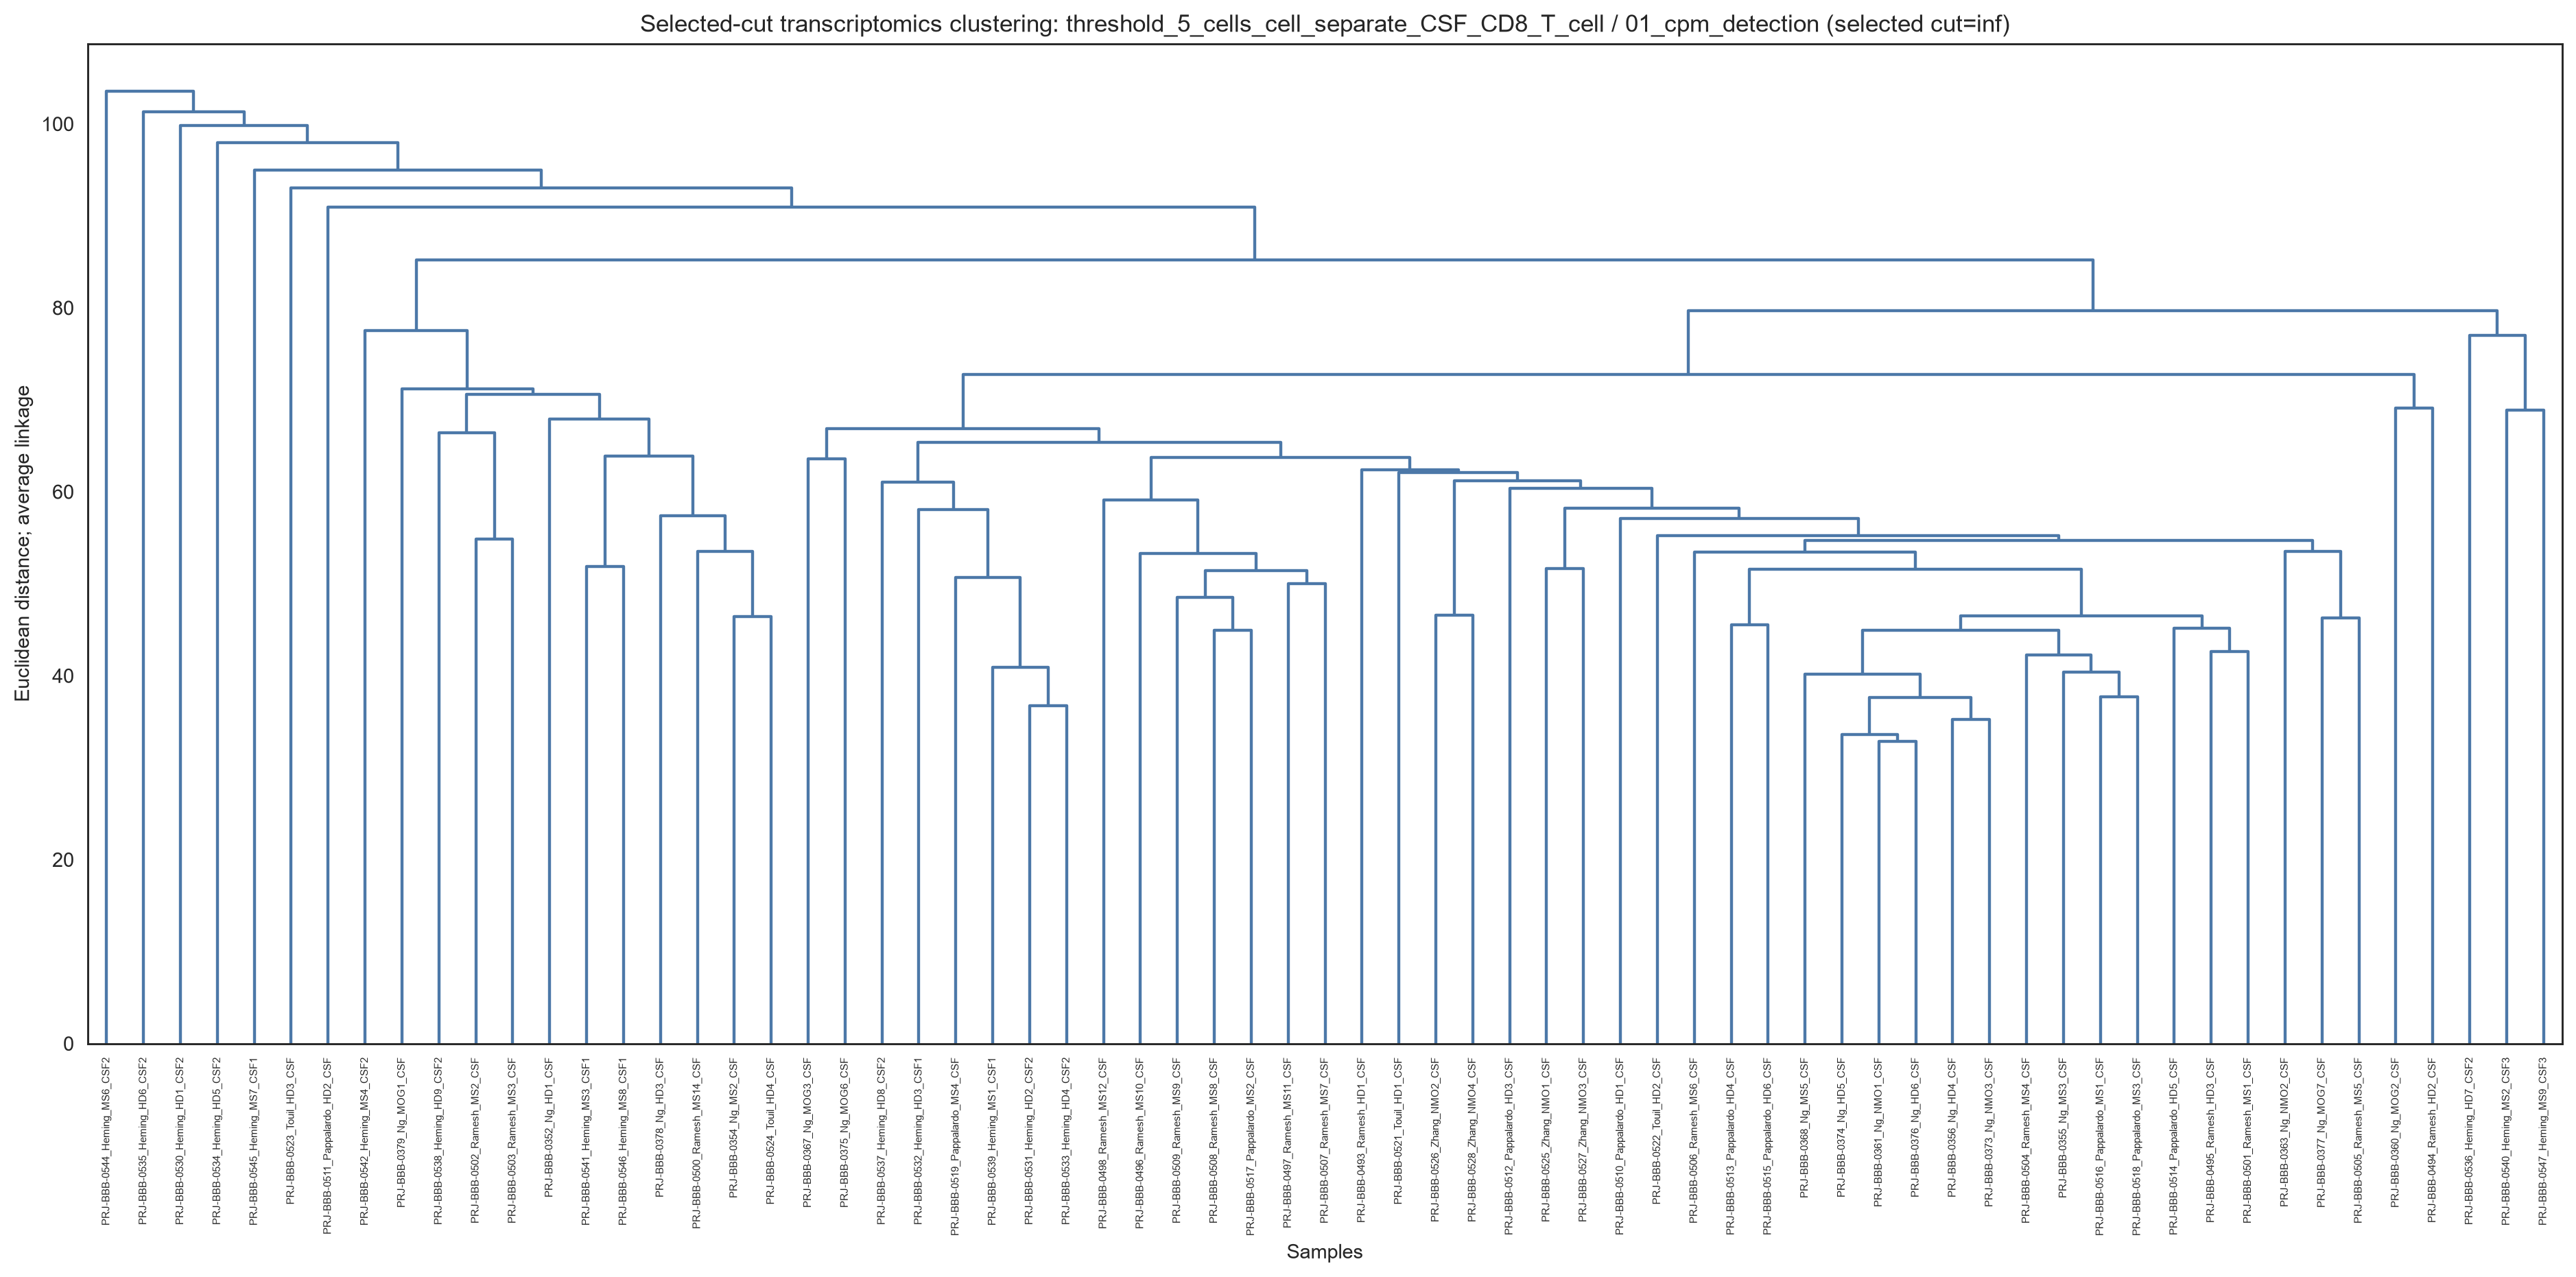 Selected-cut transcriptomics clustering: threshold_5_cells_cell_separate_CSF_CD8_T_cell / 01_cpm_detection (selected cut=inf)
Euclidean distance; average linkage
100
80
60
40
20
0
PRJ-BBB-0544_Heming_MS6_CSF2
PRJ-BBB-0535_Heming_HD6_CSF2
PRJ-BBB-0530_Heming_HD1_CSF2
PRJ-BBB-0534_Heming_HD5_CSF2
PRJ-BBB-0545_Heming_MS7_CSF1
PRJ-BBB-0523_Touil_HD3_CSF
PRJ-BBB-0511_Pappalardo_HD2_CSF
PRJ-BBB-0542_Heming_MS4_CSF2
PRJ-BBB-0379_Ng_MOG1_CSF
PRJ-BBB-0538_Heming_HD9_CSF2
PRJ-BBB-0502_Ramesh_MS2_CSF
PRJ-BBB-0503_Ramesh_MS3_CSF
PRJ-BBB-0352_Ng_HD1_CSF
PRJ-BBB-0541_Heming_MS3_CSF1
PRJ-BBB-0546_Heming_MS8_CSF1
PRJ-BBB-0378_Ng_HD3_CSF
PRJ-BBB-0500_Ramesh_MS14_CSF
PRJ-BBB-0354_Ng_MS2_CSF
PRJ-BBB-0524_Touil_HD4_CSF
PRJ-BBB-0367_Ng_MOG3_CSF
PRJ-BBB-0375_Ng_MOG6_CSF
PRJ-BBB-0537_Heming_HD8_CSF2
PRJ-BBB-0532_Heming_HD3_CSF1
PRJ-BBB-0519_Pappalardo_MS4_CSF
PRJ-BBB-0539_Heming_MS1_CSF1
PRJ-BBB-0531_Heming_HD2_CSF2
PRJ-BBB-0533_Heming_HD4_CSF2
PRJ-BBB-0498_Ramesh_MS12_CSF
PRJ-BBB-0496_Ramesh_MS10_CSF
PRJ-BBB-0509_Ramesh_MS9_CSF
PRJ-BBB-0508_Ramesh_MS8_CSF
PRJ-BBB-0517_Pappalardo_MS2_CSF
PRJ-BBB-0497_Ramesh_MS11_CSF
PRJ-BBB-0507_Ramesh_MS7_CSF
PRJ-BBB-0493_Ramesh_HD1_CSF
PRJ-BBB-0521_Touil_HD1_CSF
PRJ-BBB-0526_Zhang_NMO2_CSF
PRJ-BBB-0528_Zhang_NMO4_CSF
PRJ-BBB-0512_Pappalardo_HD3_CSF
PRJ-BBB-0525_Zhang_NMO1_CSF
PRJ-BBB-0527_Zhang_NMO3_CSF
PRJ-BBB-0510_Pappalardo_HD1_CSF
PRJ-BBB-0522_Touil_HD2_CSF
PRJ-BBB-0506_Ramesh_MS6_CSF
PRJ-BBB-0513_Pappalardo_HD4_CSF
PRJ-BBB-0515_Pappalardo_HD6_CSF
PRJ-BBB-0368_Ng_MS5_CSF
PRJ-BBB-0374_Ng_HD5_CSF
PRJ-BBB-0361_Ng_NMO1_CSF
PRJ-BBB-0376_Ng_HD6_CSF
PRJ-BBB-0356_Ng_HD4_CSF
PRJ-BBB-0373_Ng_NMO3_CSF
PRJ-BBB-0504_Ramesh_MS4_CSF
PRJ-BBB-0355_Ng_MS3_CSF
PRJ-BBB-0516_Pappalardo_MS1_CSF
PRJ-BBB-0518_Pappalardo_MS3_CSF
PRJ-BBB-0514_Pappalardo_HD5_CSF
PRJ-BBB-0495_Ramesh_HD3_CSF
PRJ-BBB-0501_Ramesh_MS1_CSF
PRJ-BBB-0363_Ng_NMO2_CSF
PRJ-BBB-0377_Ng_MOG7_CSF
PRJ-BBB-0505_Ramesh_MS5_CSF
PRJ-BBB-0360_Ng_MOG2_CSF
PRJ-BBB-0494_Ramesh_HD2_CSF
PRJ-BBB-0536_Heming_HD7_CSF2
PRJ-BBB-0540_Heming_MS2_CSF3
PRJ-BBB-0547_Heming_MS9_CSF3
Samples